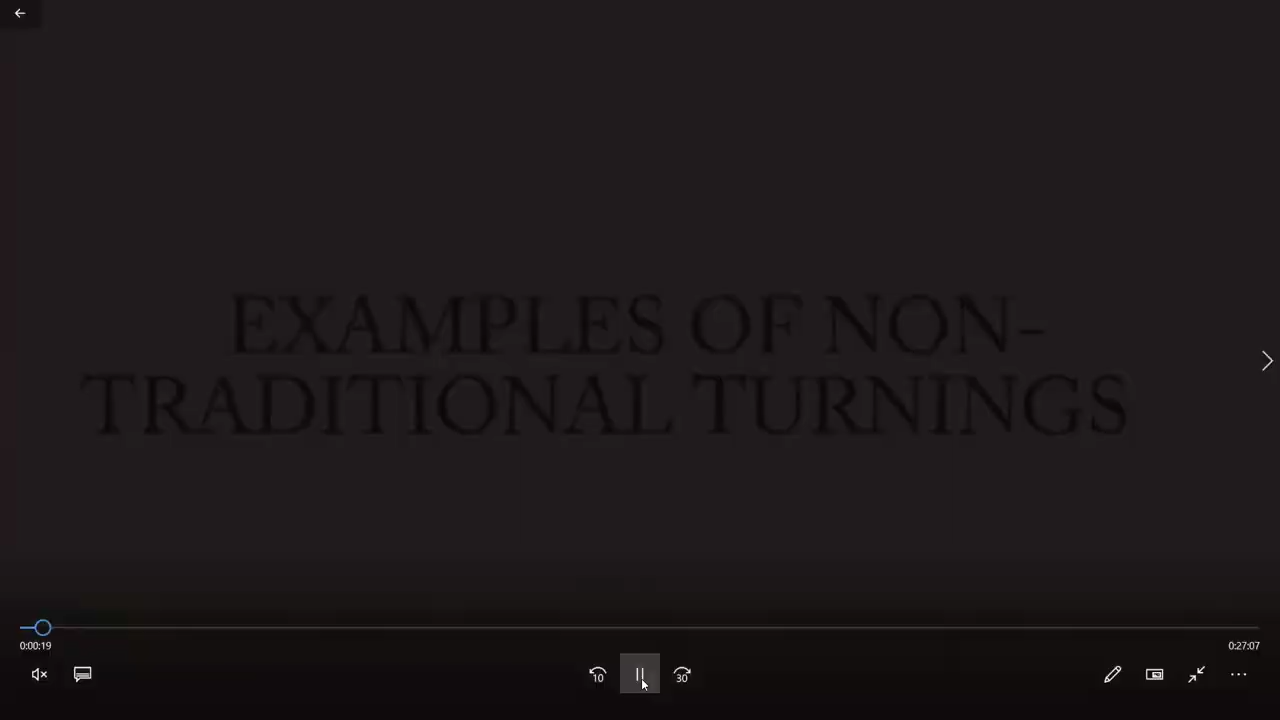 EXAMPLES OF NON-
TRADITIONAL TURNINGS
0:00:19
0:27:07
10
30